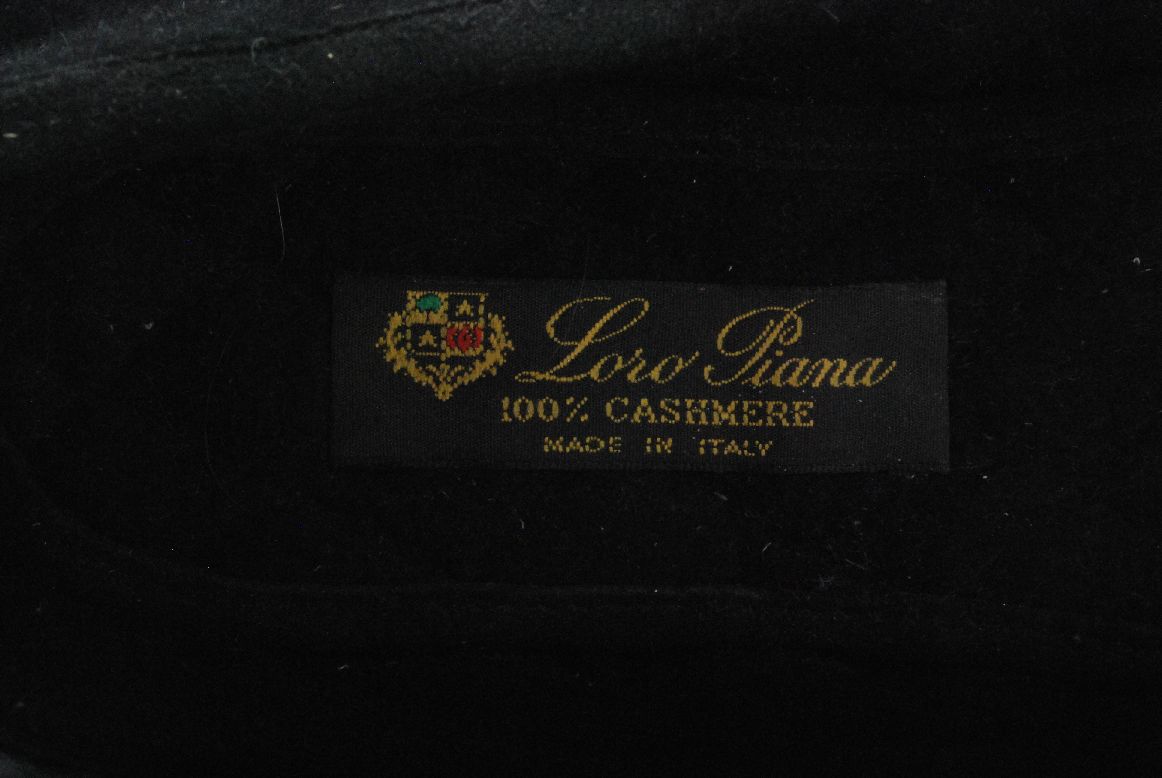 Loro Piana
100% CASHMERE
MADE IN ITALY